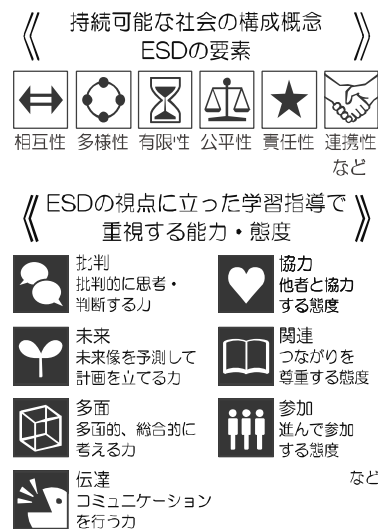 持続可能な社会の構成概念
ESDの要素
相互性 多様性 有限性 公平性 責任性 連携性
など
ESDの視点に立った学習指導で
重視する能力・態度
批判
批判的に思考・
判断する力
協力
他者と協力
する態度
未来
未来像を予測して
計画を立てる力
関連
つながりを
尊重する態度
多面
多面的、総合的に
考える力
参加
進んで参加
する態度
伝達
コミュニケーション
を行う力
など